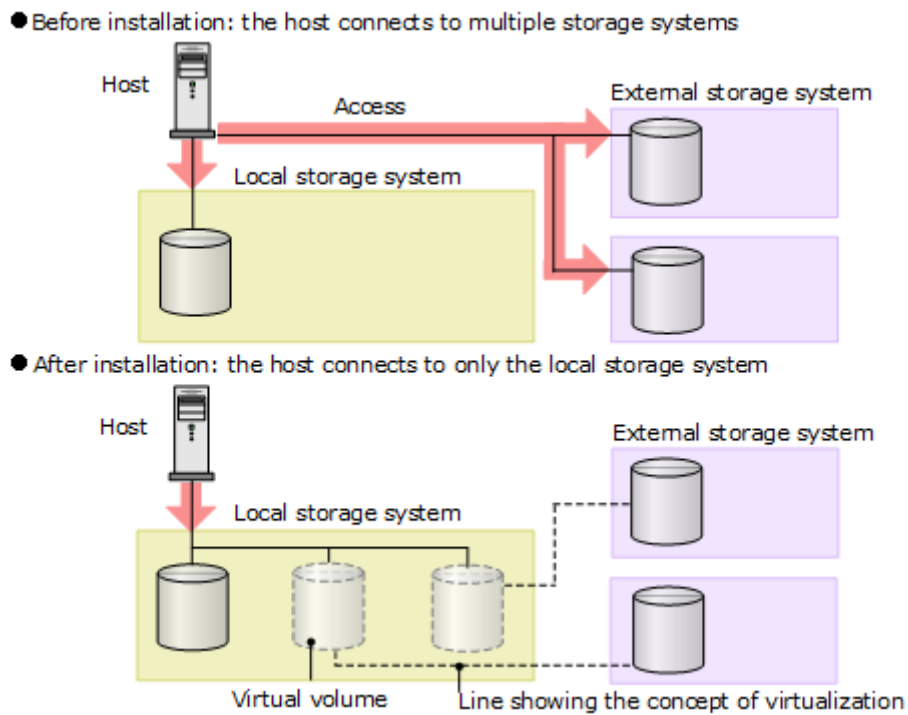 ● Before installation: the host connects to multiple storage systems
Host
Access
External storage system
Local storage system
● After installation: the host connects to only the local storage system
Host
External storage system
Local storage system
Virtual volume
Line showing the concept of virtualization